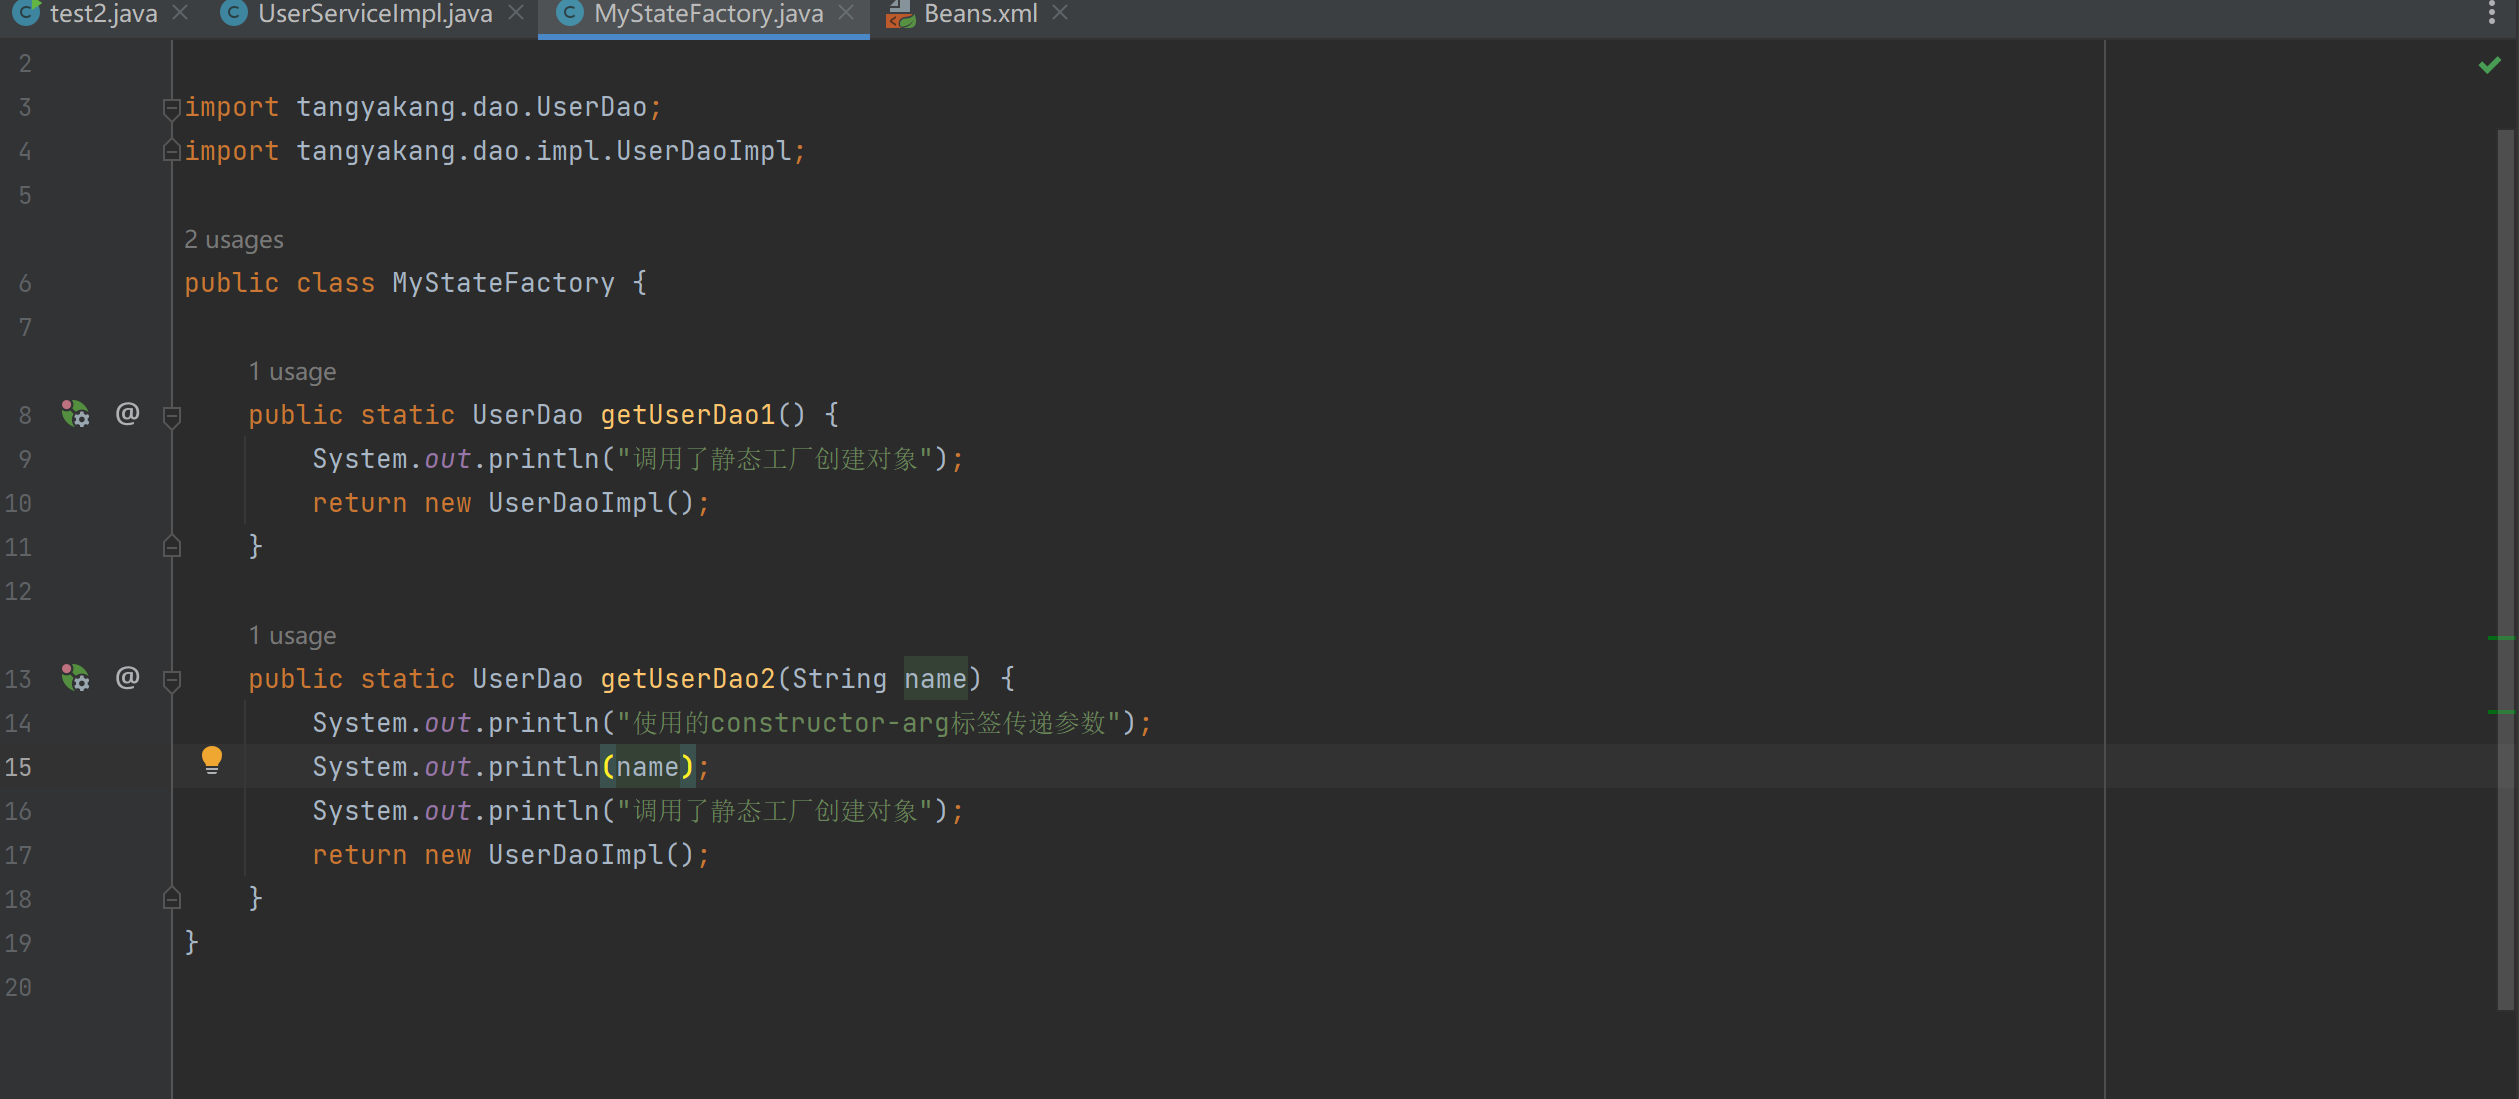 test2.java UserServiceImpl.java MyStateFactory.java Beans.xml
2
3 import tangyakang.dao.UserDao;
4 import tangyakang.dao.impl.UserDaoImpl;
5
2 usages
6 public class MyStateFactory {
7
1 usage
8 @ public static UserDao getUserDao1() {
9 System.out.println("调用了静态工厂创建对象");
10 return new UserDaoImpl();
11 }
12
1 usage
13 @ public static UserDao getUserDao2(String name) {
14 System.out.println("使用的constructor-arg标签传递参数");
15 System.out.println(name);
16 System.out.println("调用了静态工厂创建对象");
17 return new UserDaoImpl();
18 }
19 }
20